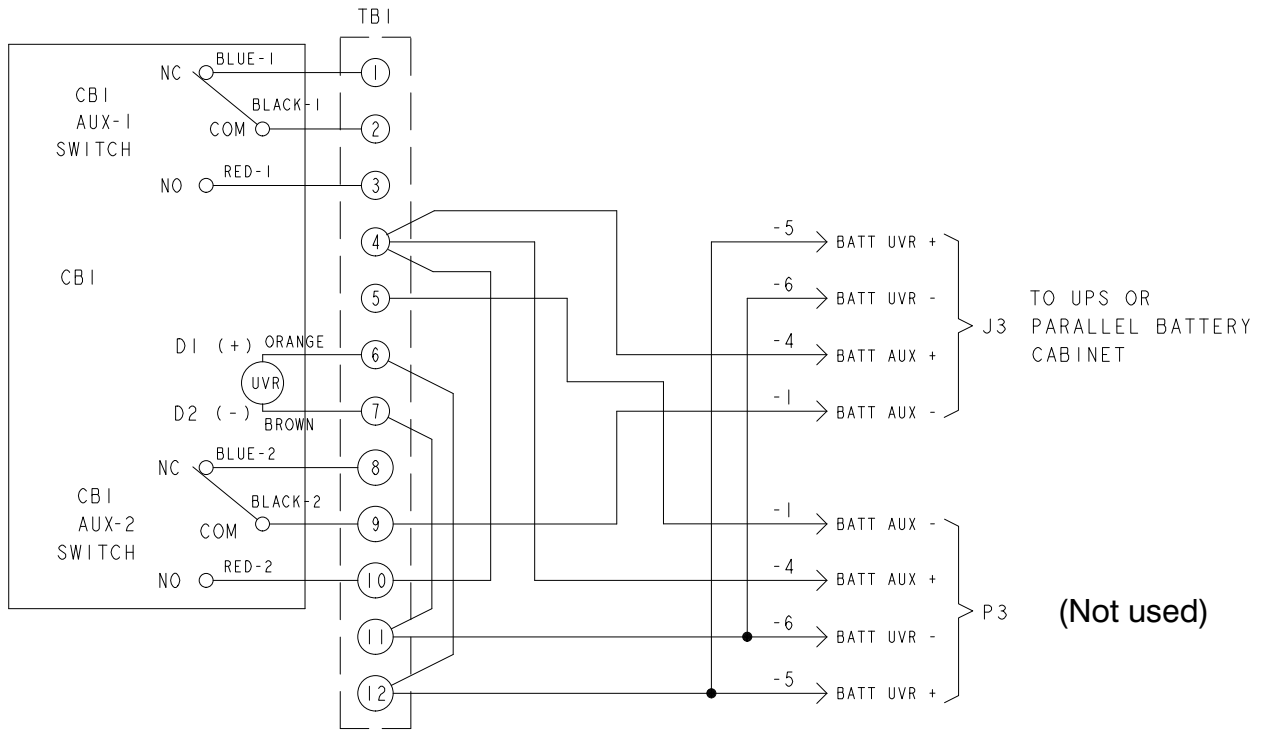 TB1
NC
BLUE-1
1
CB1
AUX-1
SWITCH
BLACK-1
COM
2
NO
RED-1
3
4
CB1
5
D1 (+)
ORANGE
6
UVR
D2 (-)
BROWN
7
NC
BLUE-2
8
CB1
AUX-2
SWITCH
BLACK-2
COM
9
NO
RED-2
10
11
12
-5
BATT UVR +
-6
BATT UVR -
-4
BATT AUX +
-1
BATT AUX -
J3
TO UPS OR
PARALLEL BATTERY
CABINET
-1
BATT AUX -
-4
BATT AUX +
-6
BATT UVR -
-5
BATT UVR +
P3
(Not used)